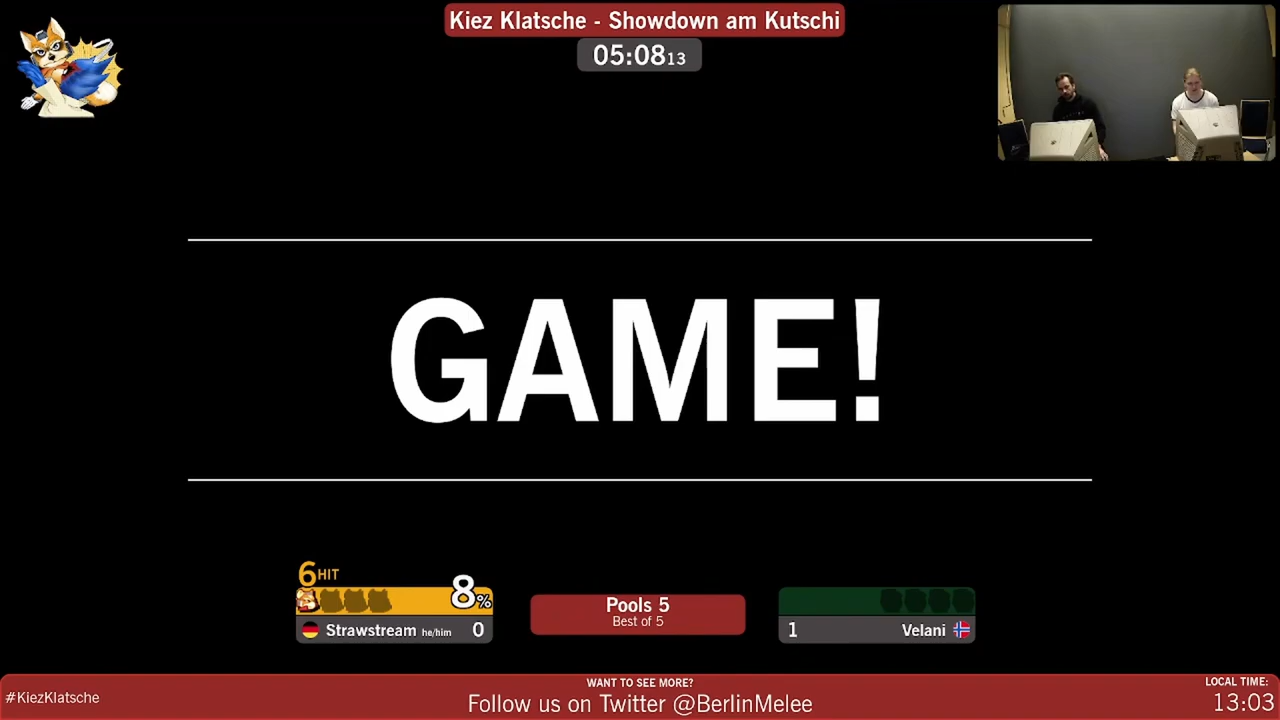 Kiez Klatsche - Showdown am Kutschi
05:0813
GAME!
6HIT
8%
Strawstream he/him 0
Pools 5
Best of 5
1 Velani
#KiezKlatsche
WANT TO SEE MORE?
Follow us on Twitter @BerlinMelee
LOCAL TIME:
13:03